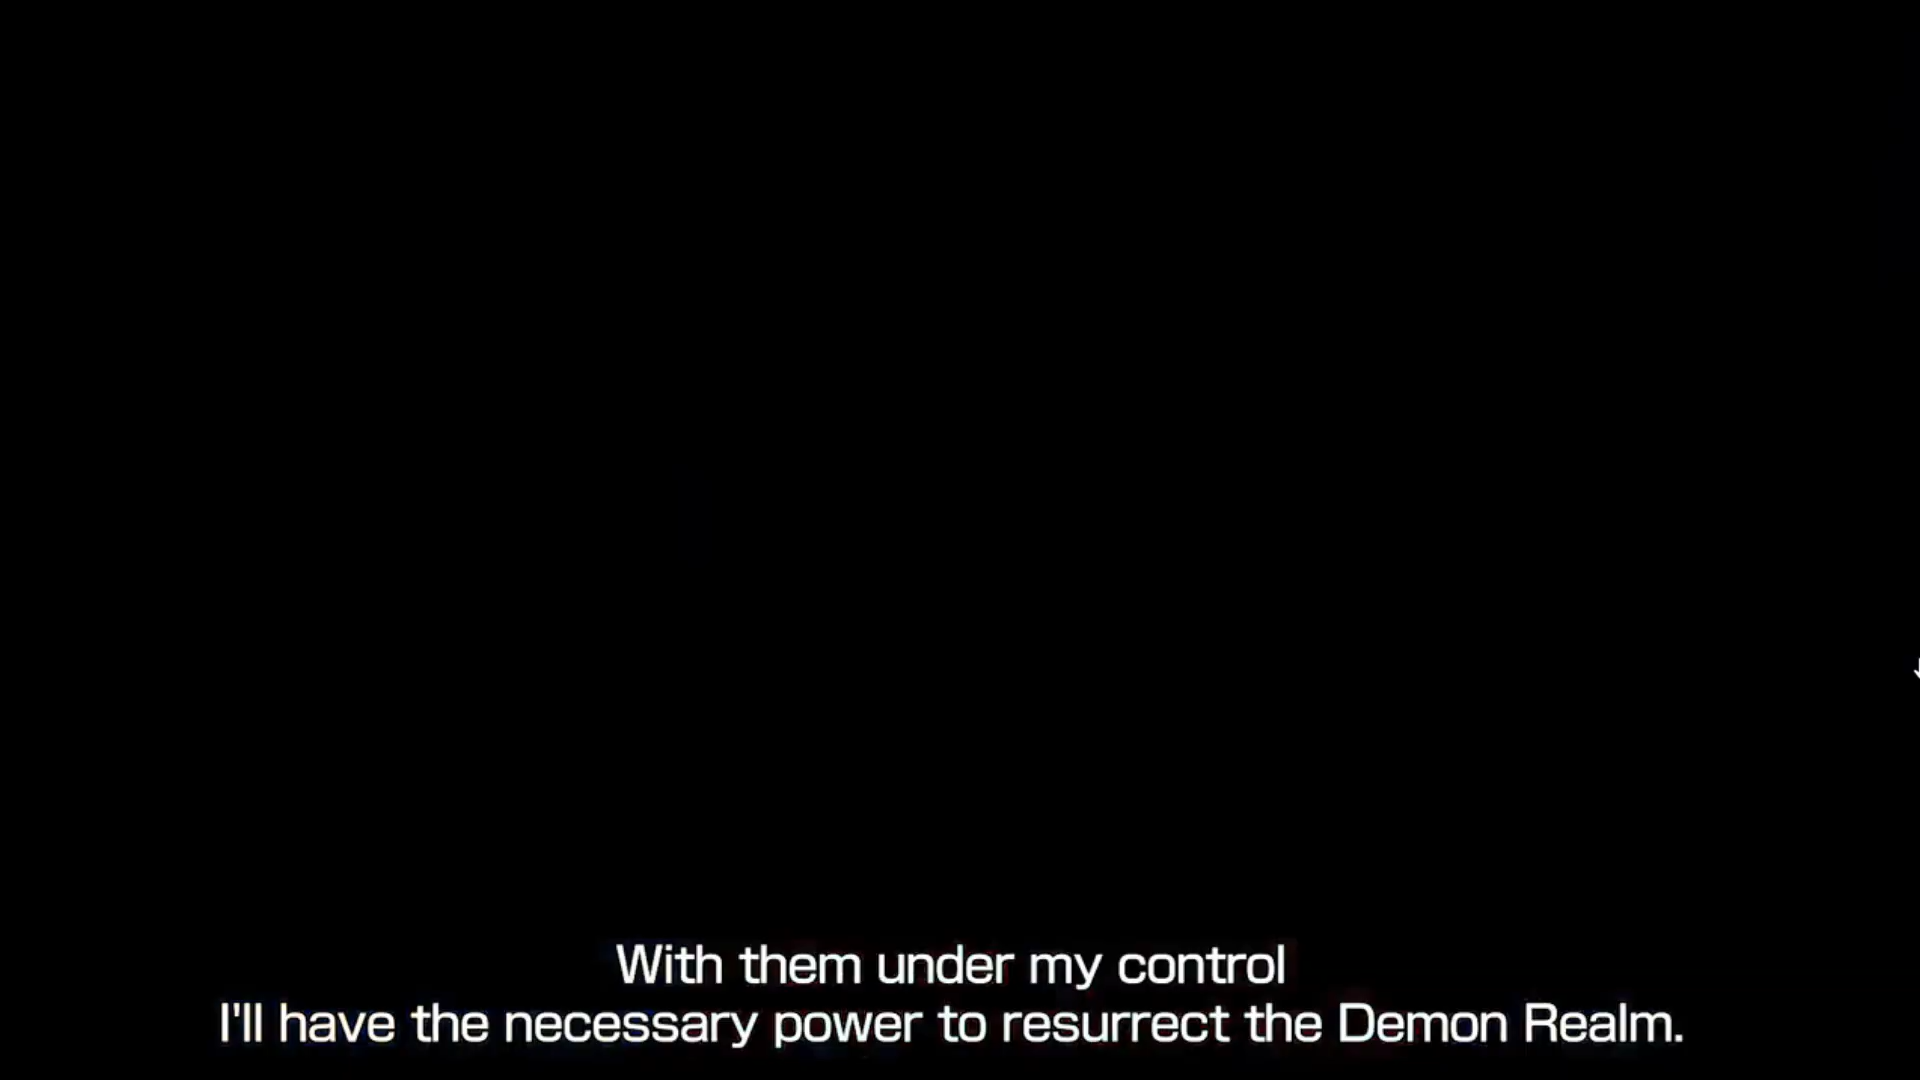 With them under my control
I'll have the necessary power to resurrect the Demon Realm.